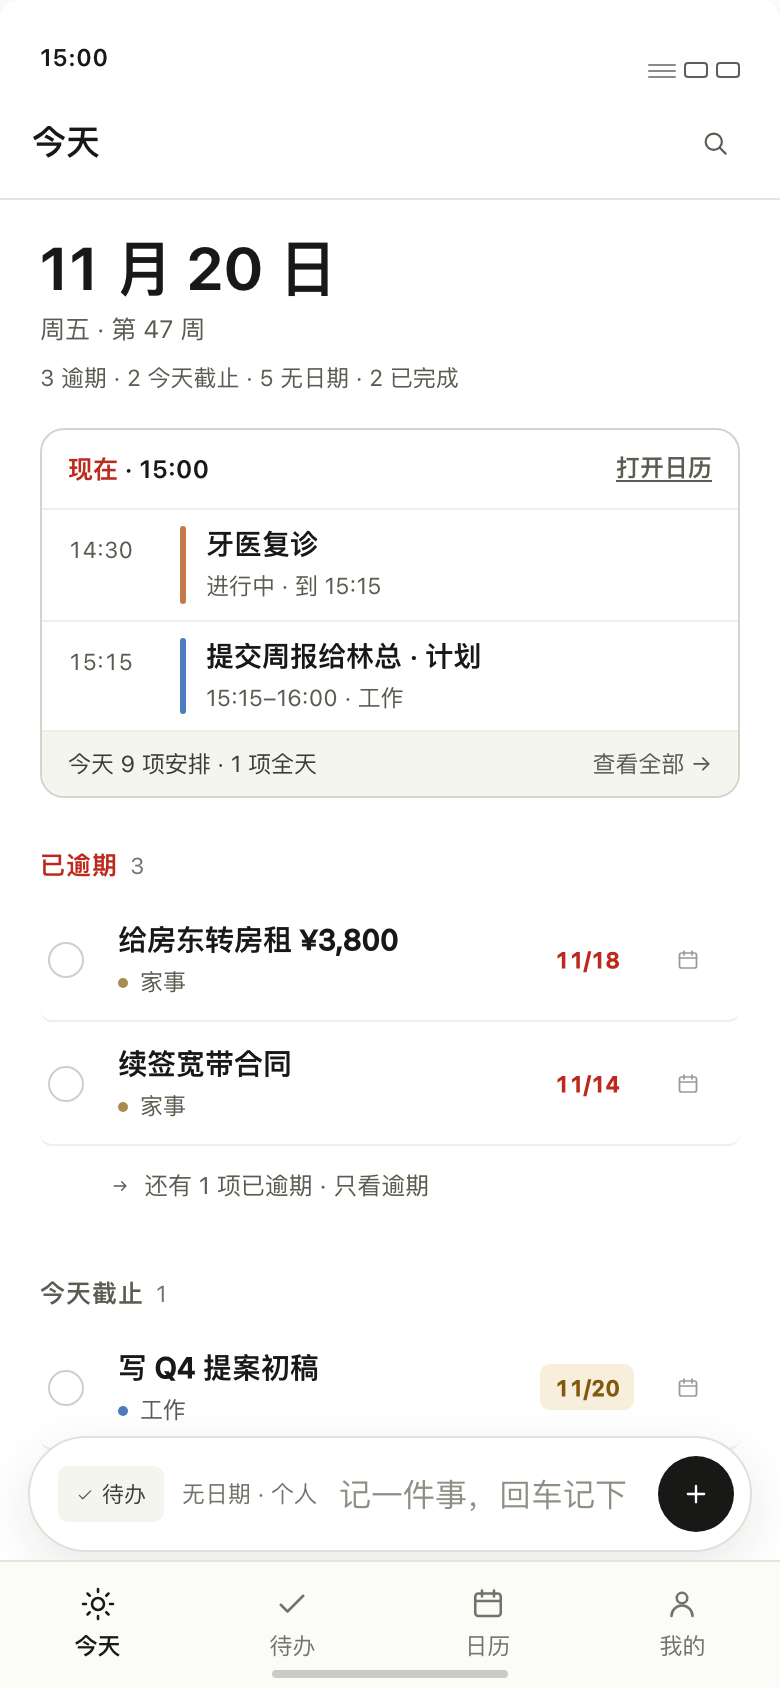 15:00
今天
11 月 20 日
周五 · 第 47 周
3 逾期 · 2 今天截止 · 5 无日期 · 2 已完成
现在 · 15:00 打开日历
14:30 牙医复诊
进行中 · 到 15:15
15:15 提交周报给林总 · 计划
15:15–16:00 · 工作
今天 9 项安排 · 1 项全天 查看全部 →
已逾期 3
给房东转房租 ¥3,800
家事
11/18
续签宽带合同
家事
11/14
→ 还有 1 项已逾期 · 只看逾期
今天截止 1
写 Q4 提案初稿
工作
11/20
待办 无日期 · 个人 记一件事，回车记下
今天 待办 日历 我的